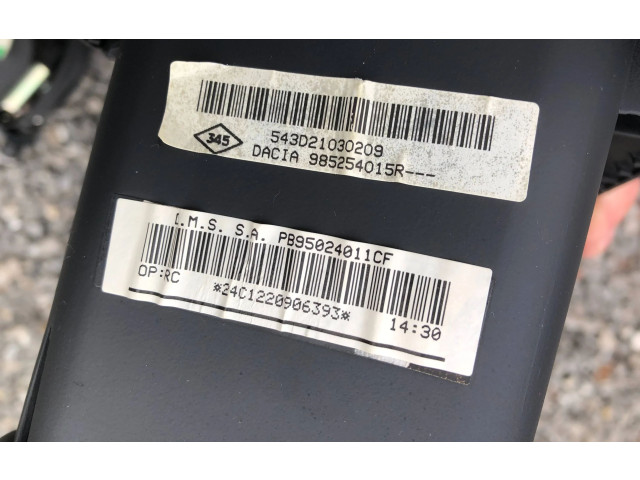 345
543D21030209
DACIA 985254015R---
I.M.S. S.A. PB95024011CF
OP:RC *24C1220906393* 14:30